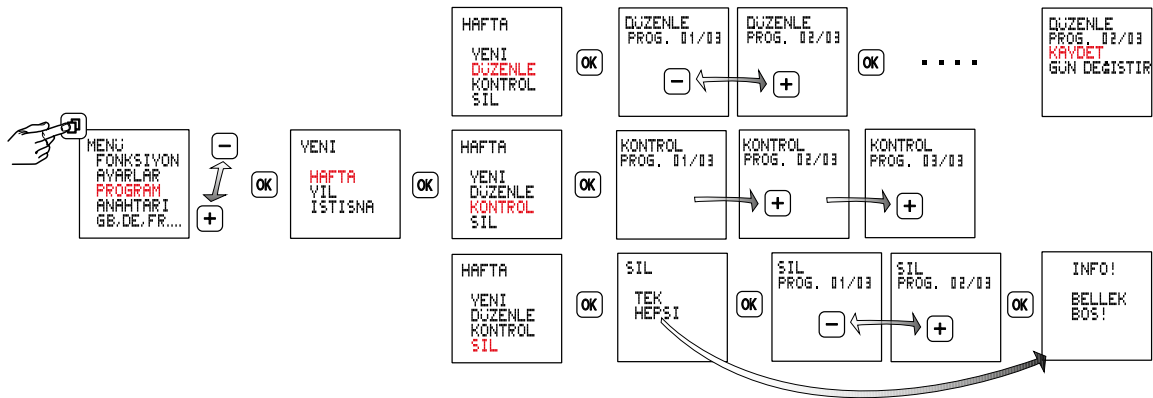 HAFTA
YENI
DÜZENLE
KONTROL
SIL
OK
DÜZENLE
PROG. 01/03
−
DÜZENLE
PROG. 02/03
+
OK
....
DÜZENLE
PROG. 02/03
KAYDET
GÜN DEĞISTIR
MENÜ
FONKSIYON
AYARLAR
PROGRAM
ANAHTARI
GB,DE,FR....
−
+
OK
YENI
HAFTA
YIL
ISTISNA
OK
HAFTA
YENI
DÜZENLE
KONTROL
SIL
OK
KONTROL
PROG. 01/03
KONTROL
PROG. 02/03
+
KONTROL
PROG. 03/03
+
HAFTA
YENI
DÜZENLE
KONTROL
SIL
OK
SIL
TEK
HEPSI
OK
SIL
PROG. 01/03
−
SIL
PROG. 02/03
+
OK
INFO!
BELLEK
BOS!